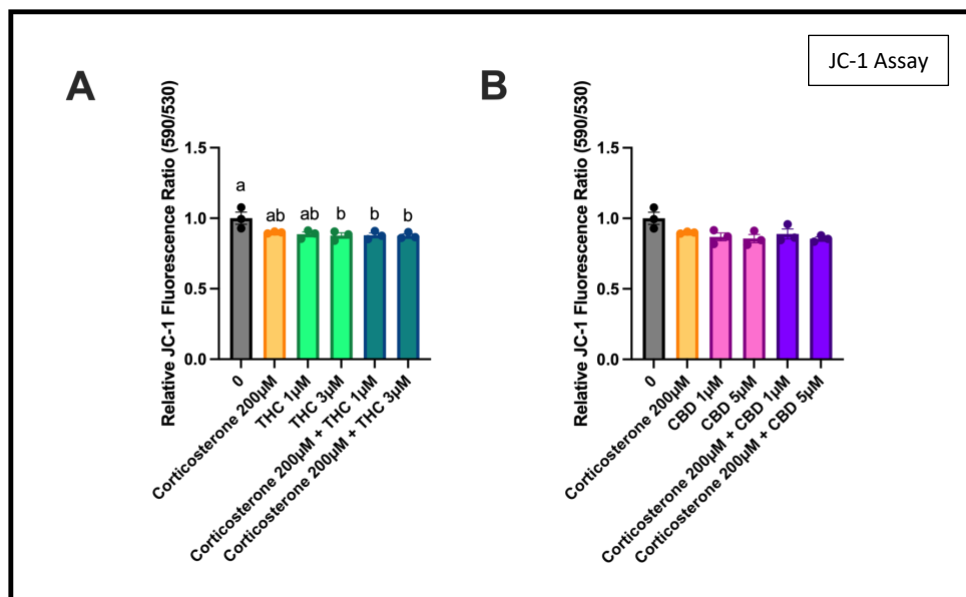 JC-1 Assay
A
Relative JC-1 Fluorescence Ratio (590/530)
1.5
1.0
0.5
0.0
a
ab
ab
b
b
b
0
Corticosterone 200µM
THC 1µM
THC 3µM
Corticosterone 200µM + THC 1µM
Corticosterone 200µM + THC 3µM
B
Relative JC-1 Fluorescence Ratio (590/530)
1.5
1.0
0.5
0.0
0
Corticosterone 200µM
CBD 1µM
CBD 5µM
Corticosterone 200µM + CBD 1µM
Corticosterone 200µM + CBD 5µM